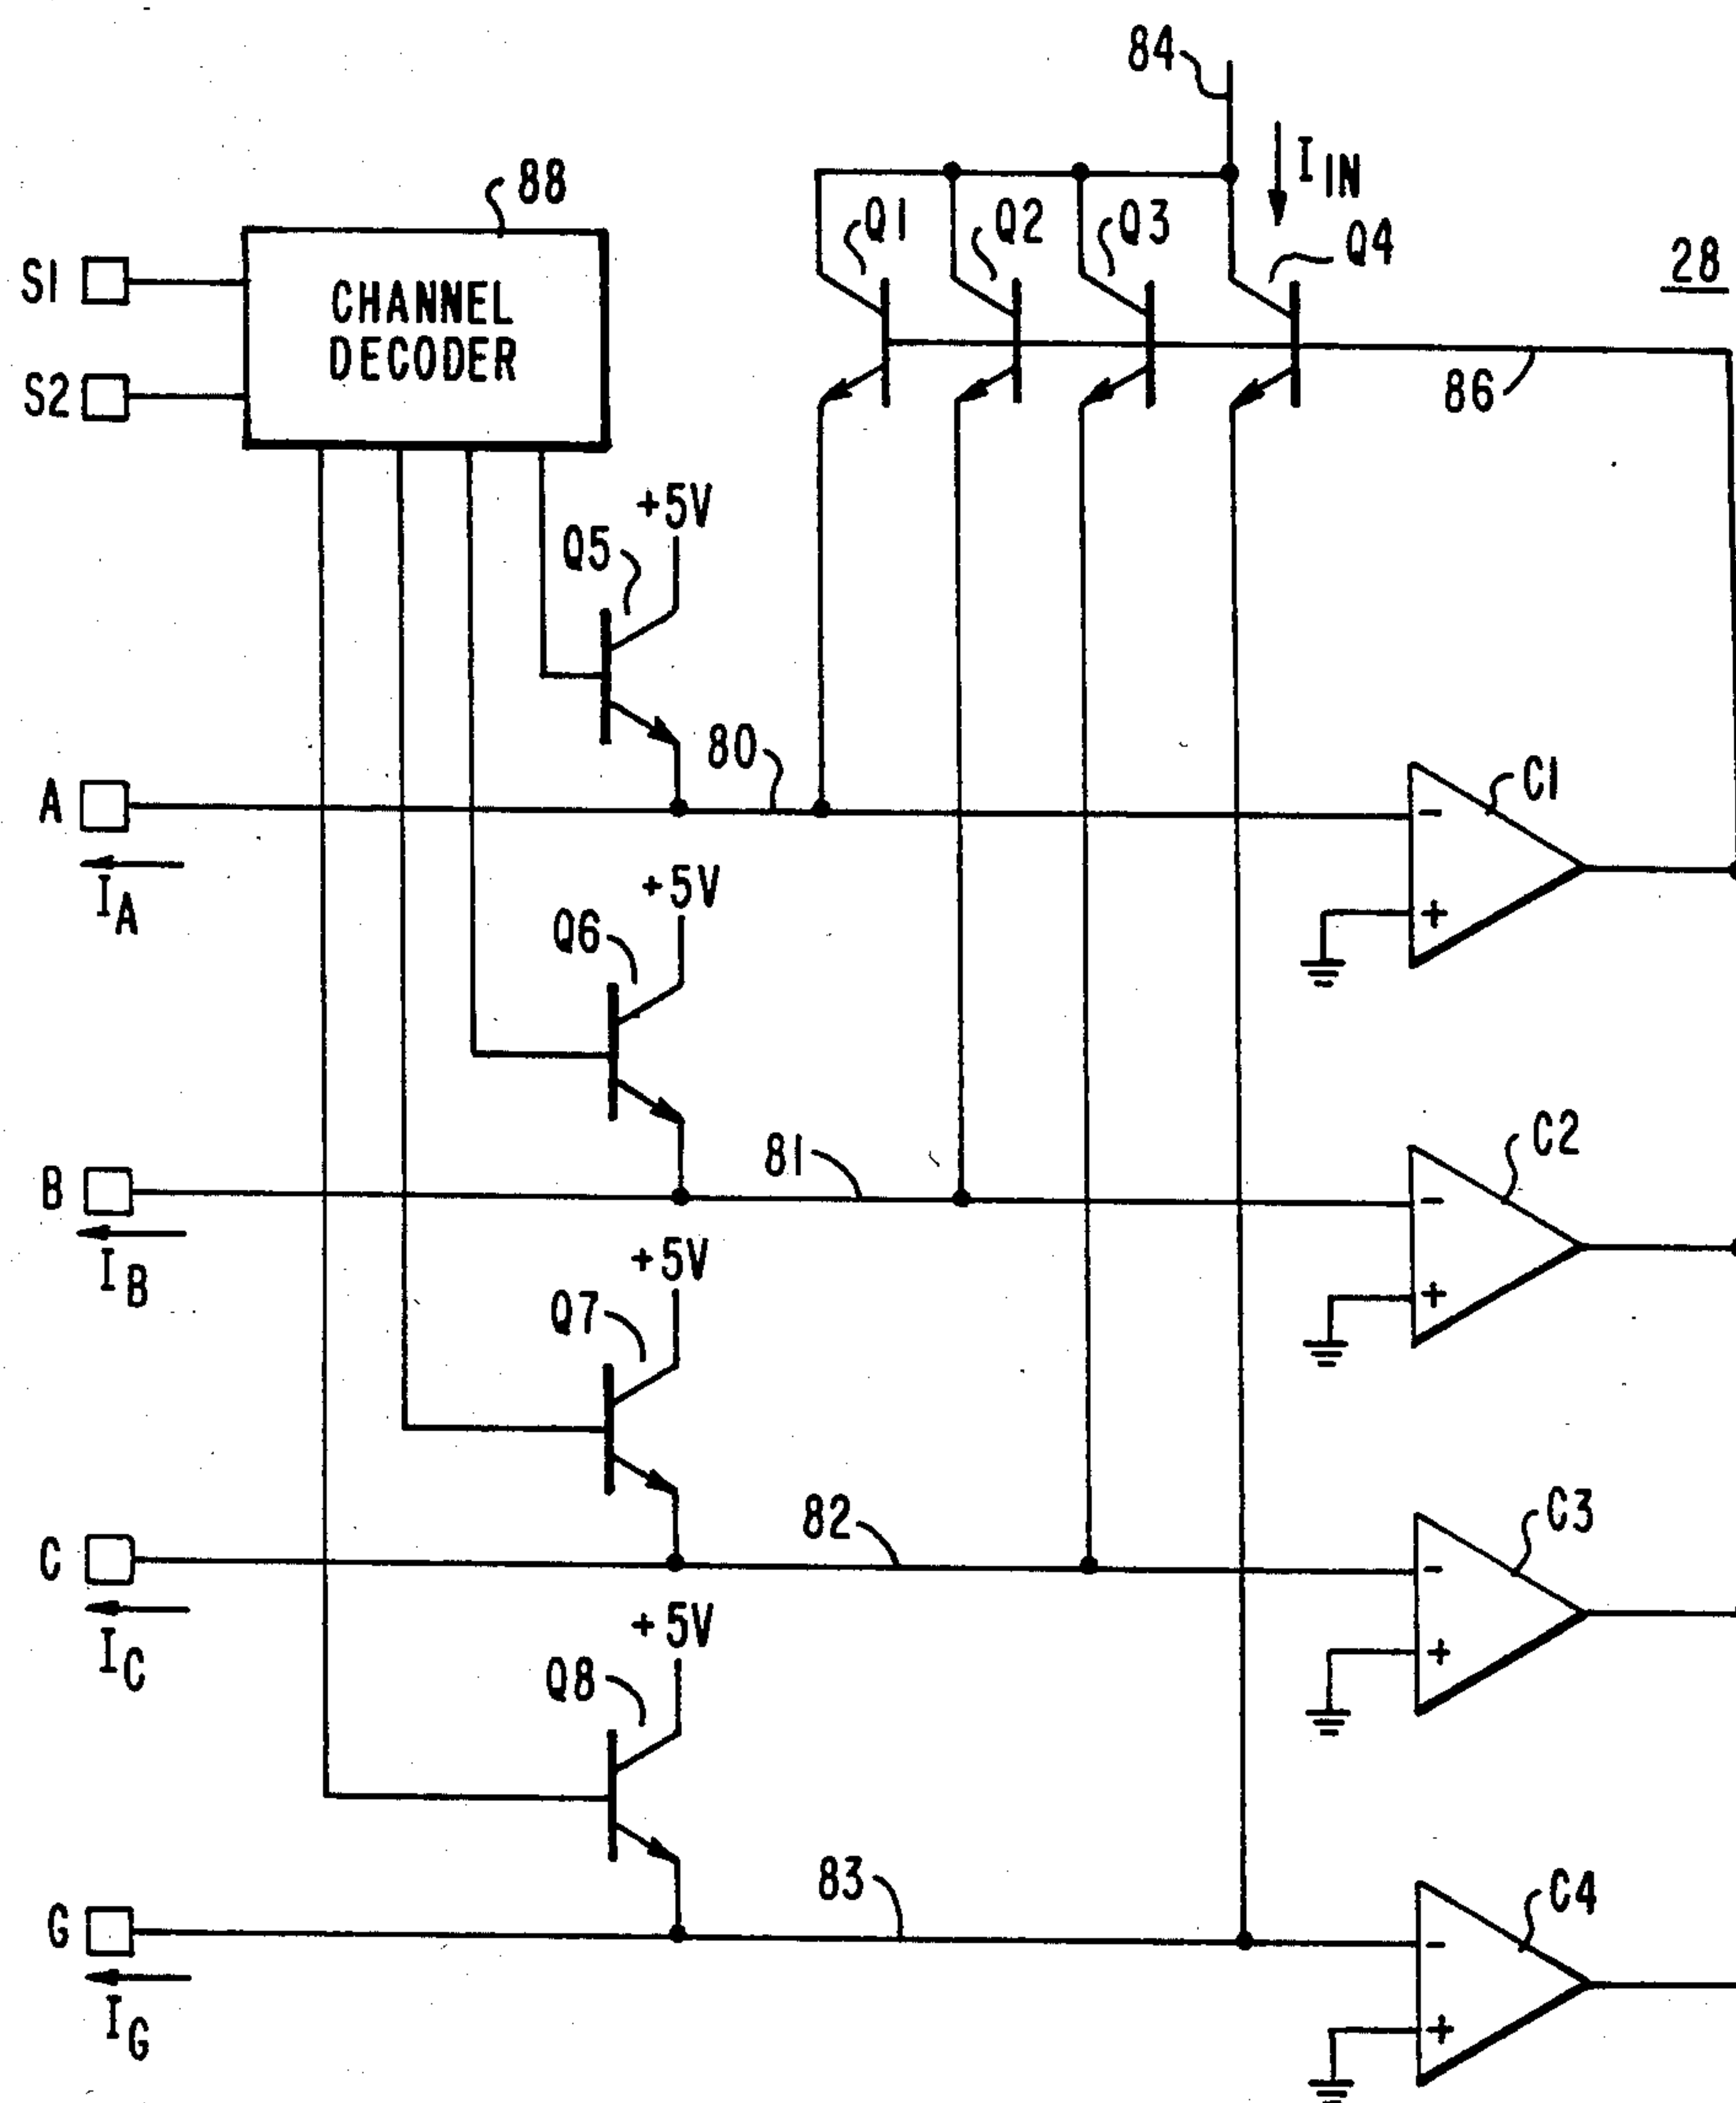 84
88
I IN
Q1
Q2
Q3
Q4
28
S1
CHANNEL
DECODER
S2
86
+5V
Q5
80
C1
A
-
I A
+5V
+
Q6
C2
81
B
-
I B
+5V
+
Q7
C3
82
C
-
+5V
+
I C
Q8
C4
83
G
-
I G
+